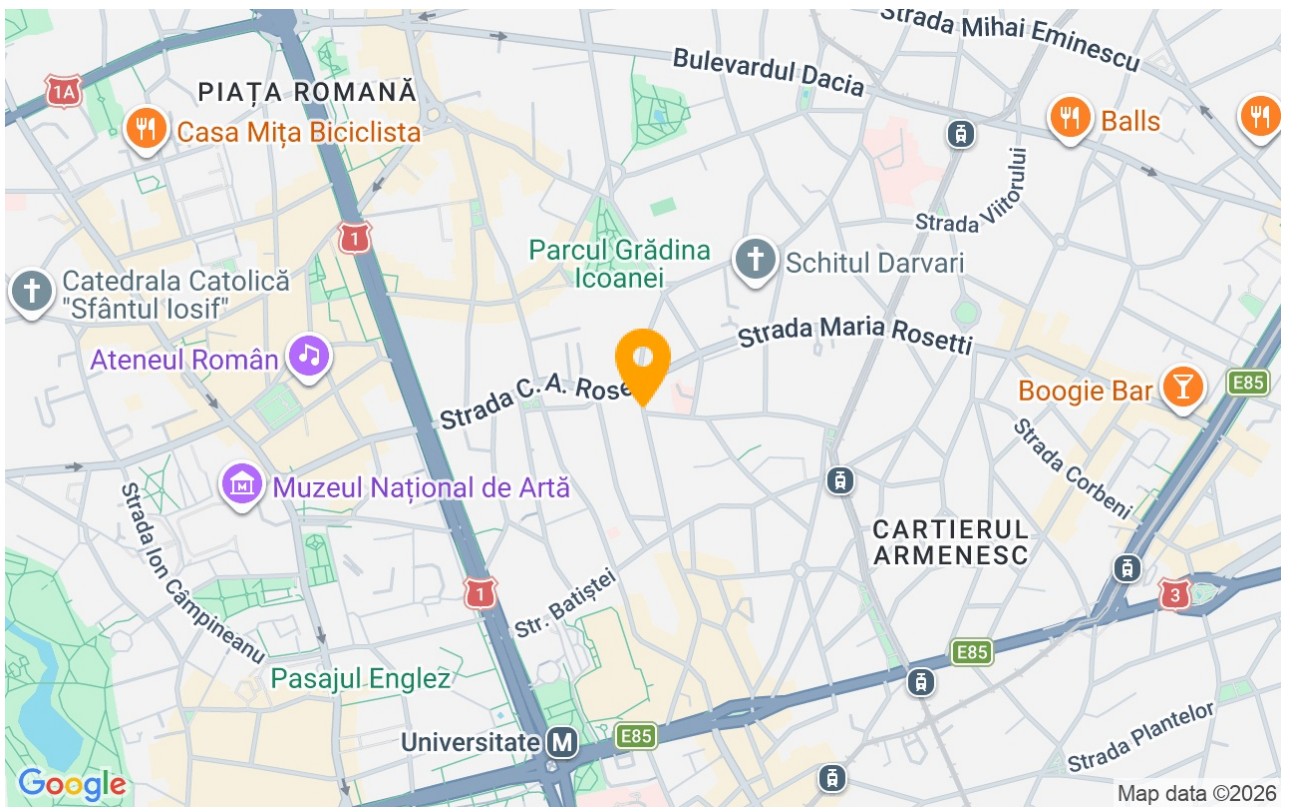 Strada Mihai Eminescu
Bulevardul Dacia
1A
PIAȚA ROMANĂ
Casa Mița Biciclista
Balls
Strada Viitorului
1
Parcul Grădina
Icoanei
Schitul Darvari
Catedrala Catolică
"Sfântul Iosif"
Strada Maria Rosetti
Ateneul Român
Strada C. A. Rose
Boogie Bar
E85
Strada Corbeni
Muzeul Național de Artă
M
Strada Ion Câmpineanu
CARTIERUL
ARMENESC
1
3
Str. Batiștei
E85
Pasajul Englez
Universitate M
E85
Strada Plantelor
Google
Map data ©2026